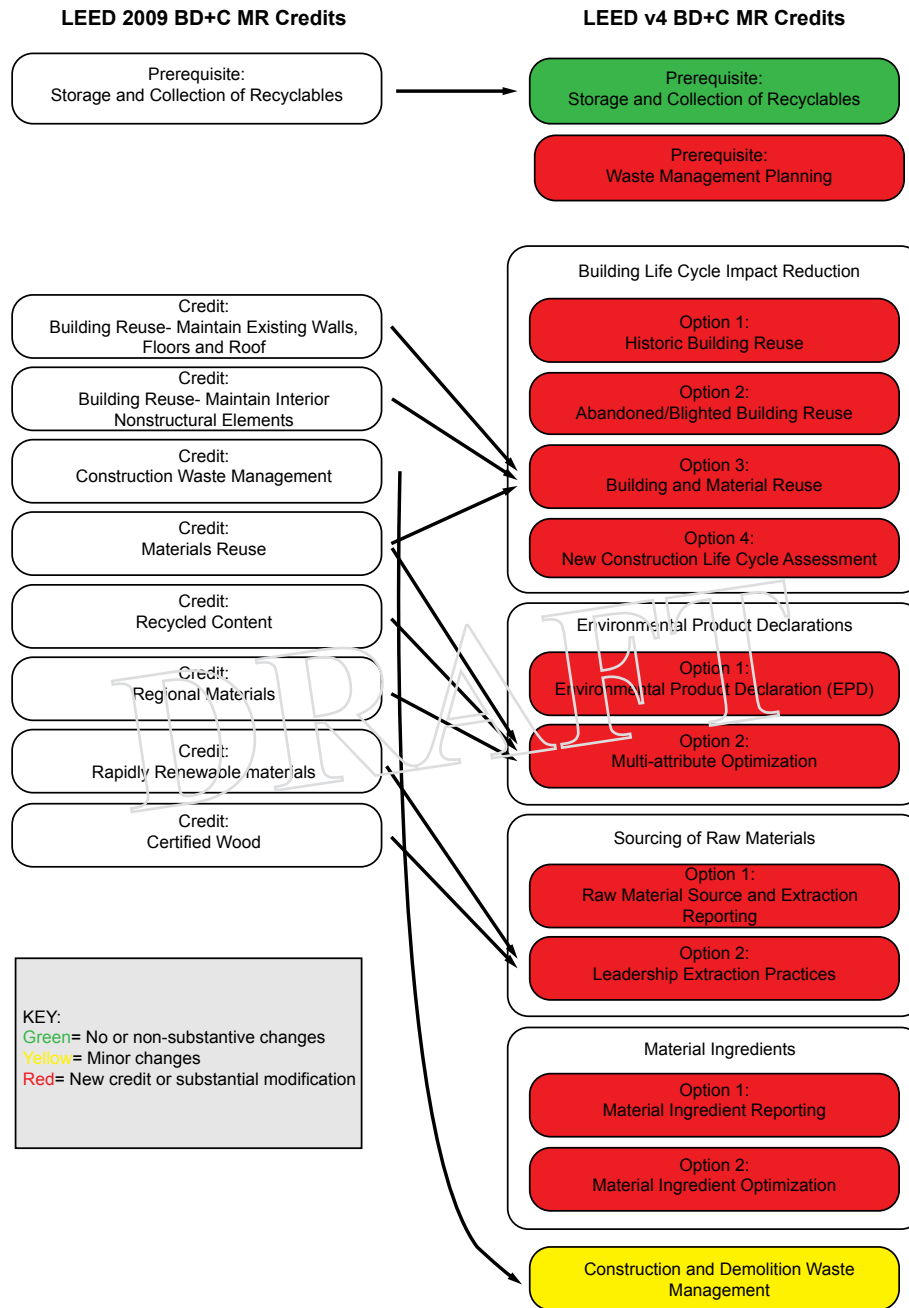 LEED 2009 BD+C MR Credits
LEED v4 BD+C MR Credits
Prerequisite:
Storage and Collection of Recyclables
Prerequisite:
Storage and Collection of Recyclables
Prerequisite:
Waste Management Planning
Credit:
Building Reuse- Maintain Existing Walls,
Floors and Roof
Credit:
Building Reuse- Maintain Interior
Nonstructural Elements
Credit:
Construction Waste Management
Credit:
Materials Reuse
Credit:
Recycled Content
Credit:
Regional Materials
Credit:
Rapidly Renewable materials
Credit:
Certified Wood
Building Life Cycle Impact Reduction
Option 1:
Historic Building Reuse
Option 2:
Abandoned/Blighted Building Reuse
Option 3:
Building and Material Reuse
Option 4:
New Construction Life Cycle Assessment
Environmental Product Declarations
Option 1:
Environmental Product Declaration (EPD)
Option 2:
Multi-attribute Optimization
Sourcing of Raw Materials
Option 1:
Raw Material Source and Extraction
Reporting
Option 2:
Leadership Extraction Practices
Material Ingredients
Option 1:
Material Ingredient Reporting
Option 2:
Material Ingredient Optimization
Construction and Demolition Waste
Management
KEY:
Green= No or non-substantive changes
Yellow= Minor changes
Red= New credit or substantial modification
DRAFT